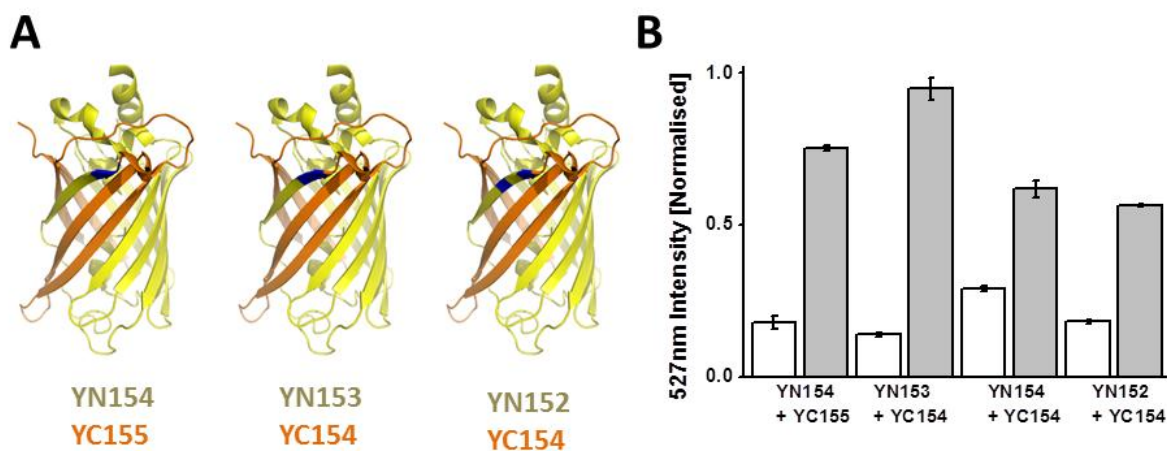 A
YN154
YC155
YN153
YC154
YN152
YC154
B
527nm Intensity [Normalised]
1.0
0.5
0.0
YN154
+ YC155
YN153
+ YC154
YN154
+ YC154
YN152
+ YC154